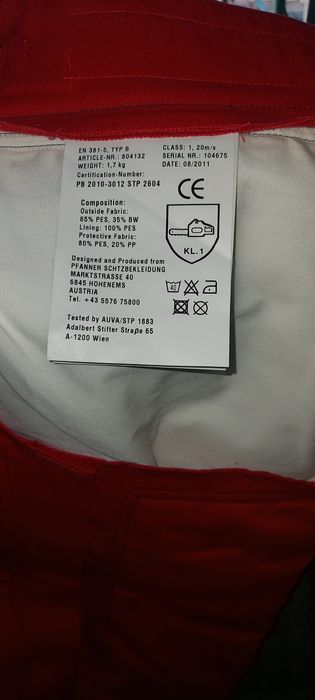 EN 381-5, TYP B CLASS: 1, 20m/s
ARTICLE-NR.: 804132 SERIAL NR.: 104675
WEIGHT: 1,7 kg DATE: 08/2011
Certification-Number:
PB 2010-3012 STP 2604
CE
Composition:
Outside Fabric:
65% PES, 35% BW
Lining: 100% PES
Protective Fabric:
80% PES, 20% PP
KL.1
Designed and Produced from
PFANNER SCHTZBEKLEIDUNG
MARKTSTRASSE 40
6845 HOHENEMS
AUSTRIA
Tel. +43 5576 75800
40
Tested by AUVA/STP 1883
Adalbert Stifter Straße 65
A-1200 Wien